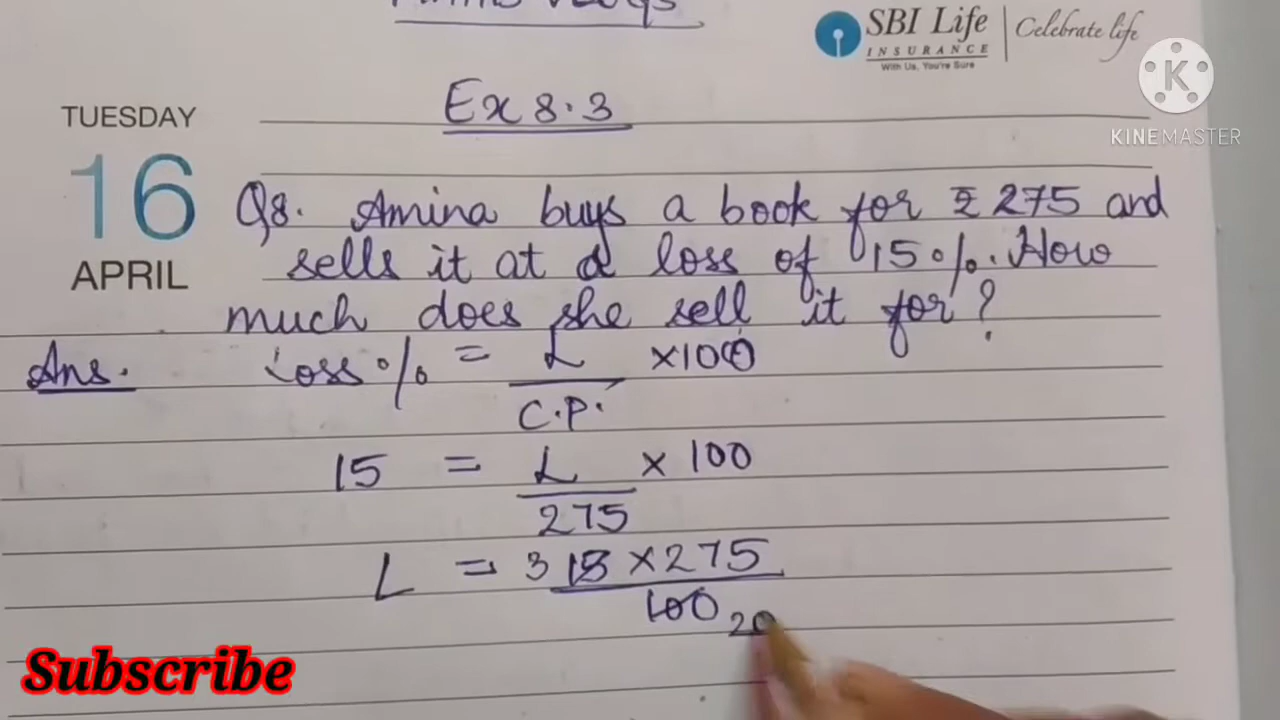 SBI Life
INSURANCE
With Us, You're Sure
Celebrate life
KINEMASTER
Ex 8.3
TUESDAY
16
APRIL
Q8. Amina buys a book for ₹ 275 and
sells it at a loss of 15%. How
much does she sell it for?
Ans. Loss% = L/C.P. ×100
15 = L/275 × 100
L = 3 15 × 275/100 20
Subscribe